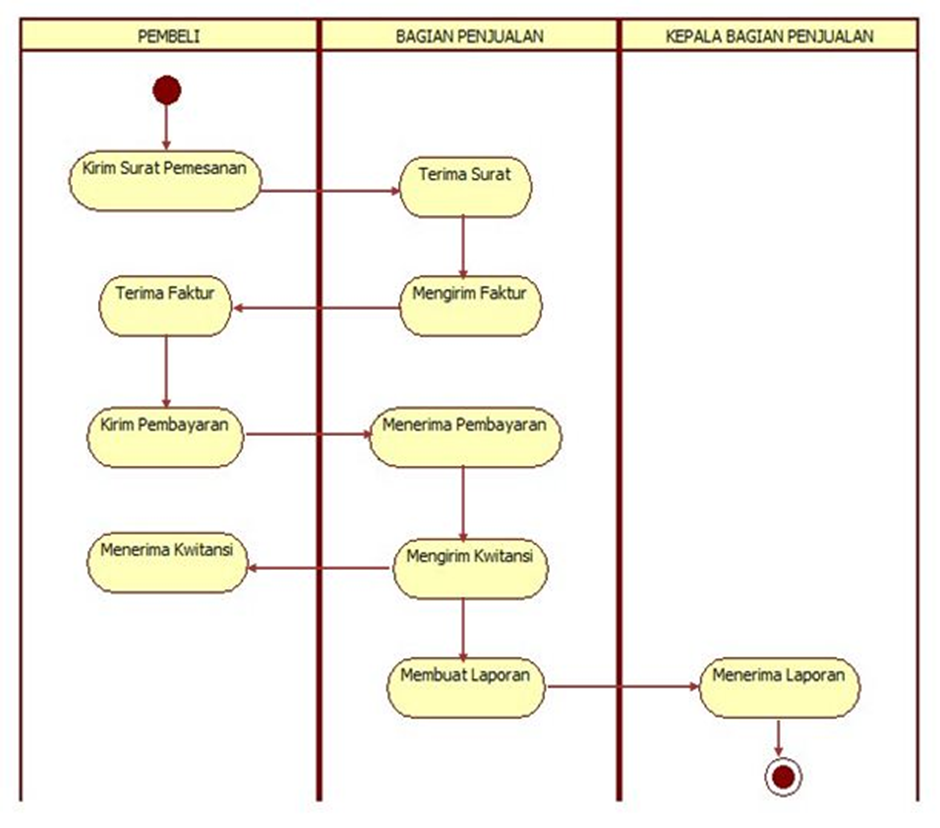 PEMBELI
BAGIAN PENJUALAN
KEPALA BAGIAN PENJUALAN
Kirim Surat Pemesanan
Terima Surat
Terima Faktur
Mengirim Faktur
Kirim Pembayaran
Menerima Pembayaran
Menerima Kwitansi
Mengirim Kwitansi
Membuat Laporan
Menerima Laporan